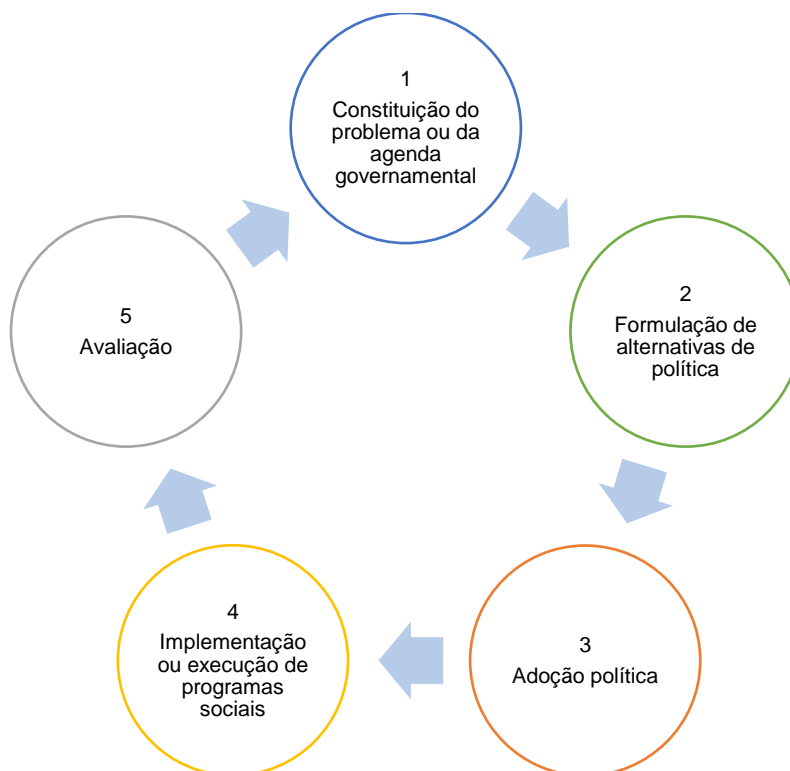 1
Constituição do
problema ou da
agenda
governamental
2
Formulação de
alternativas de
política
3
Adoção política
4
Implementação
ou execução de
programas
sociais
5
Avaliação